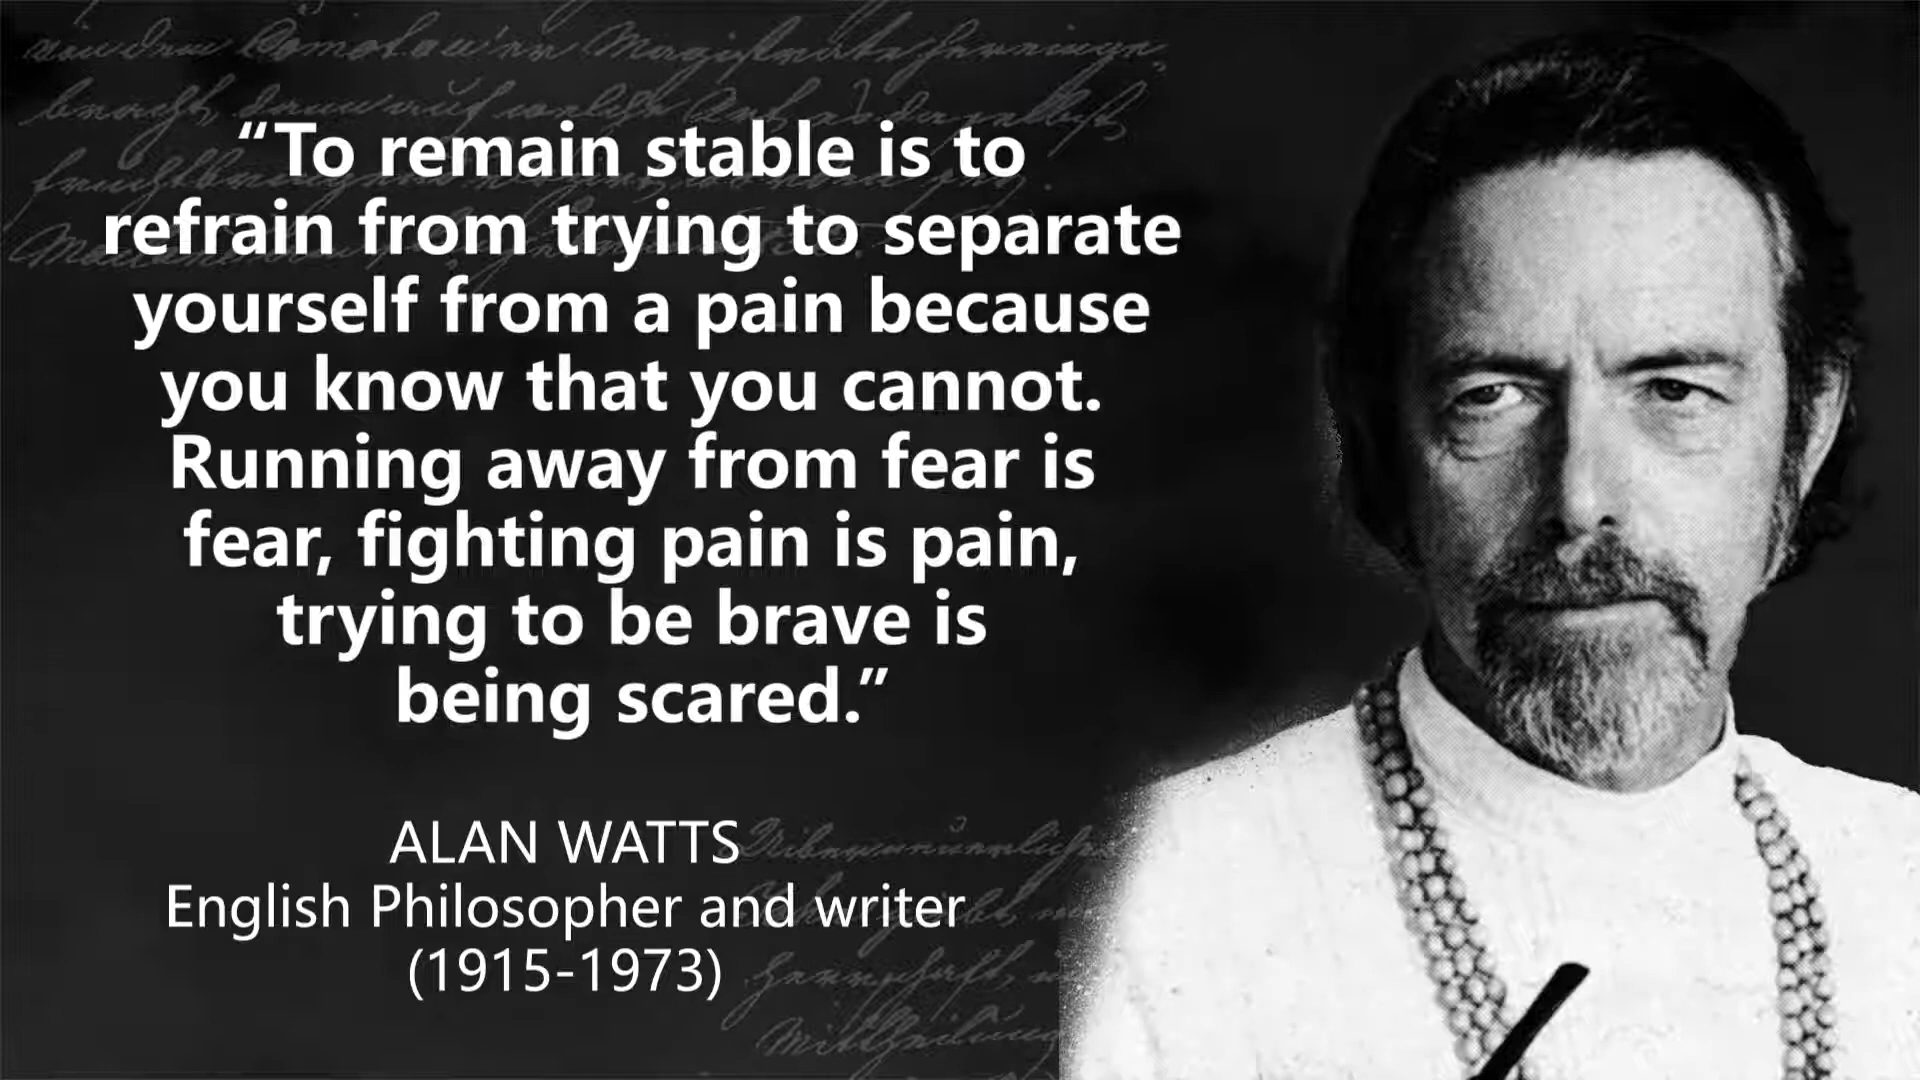 “To remain stable is to
refrain from trying to separate
yourself from a pain because
you know that you cannot.
Running away from fear is
fear, fighting pain is pain,
trying to be brave is
being scared.”
ALAN WATTS
English Philosopher and writer
(1915-1973)